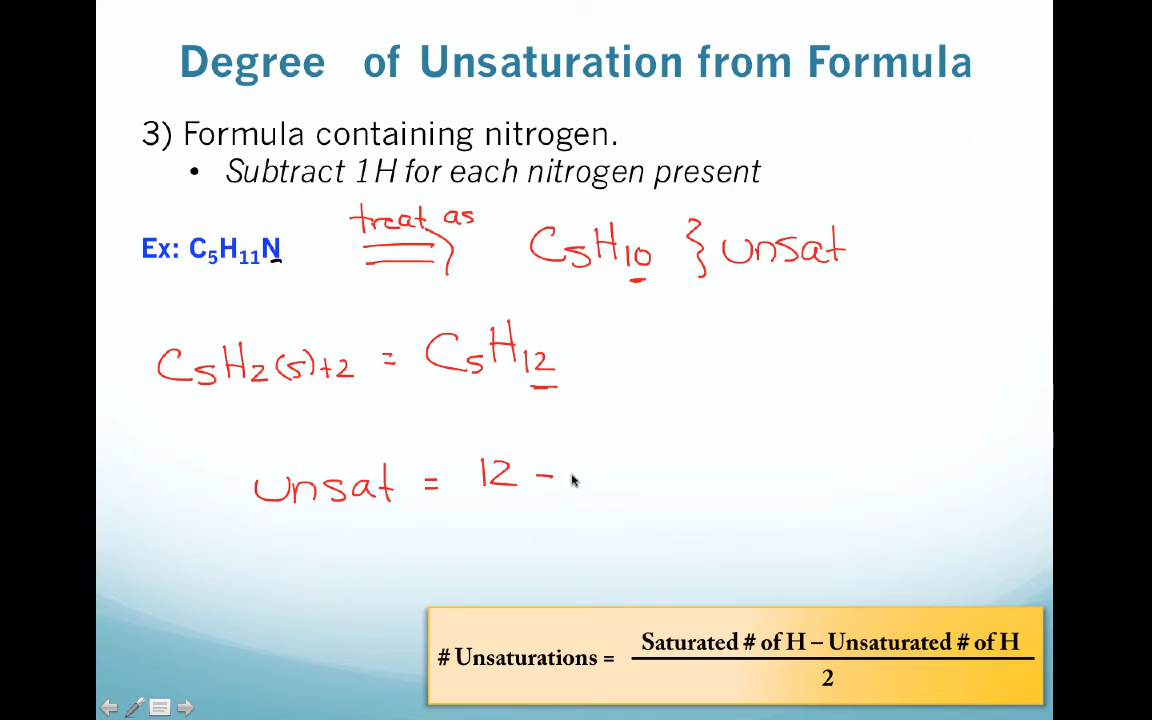 Degree of Unsaturation from Formula
3) Formula containing nitrogen.
• Subtract 1H for each nitrogen present
treat as
Ex: C₅H₁₁N ⟹ C₅H₁₀ } unsat
C₅H₂₍₅₎₊₂ = C₅H₁₂
unsat = 12 -
# Unsaturations =
Saturated # of H – Unsaturated # of H
2